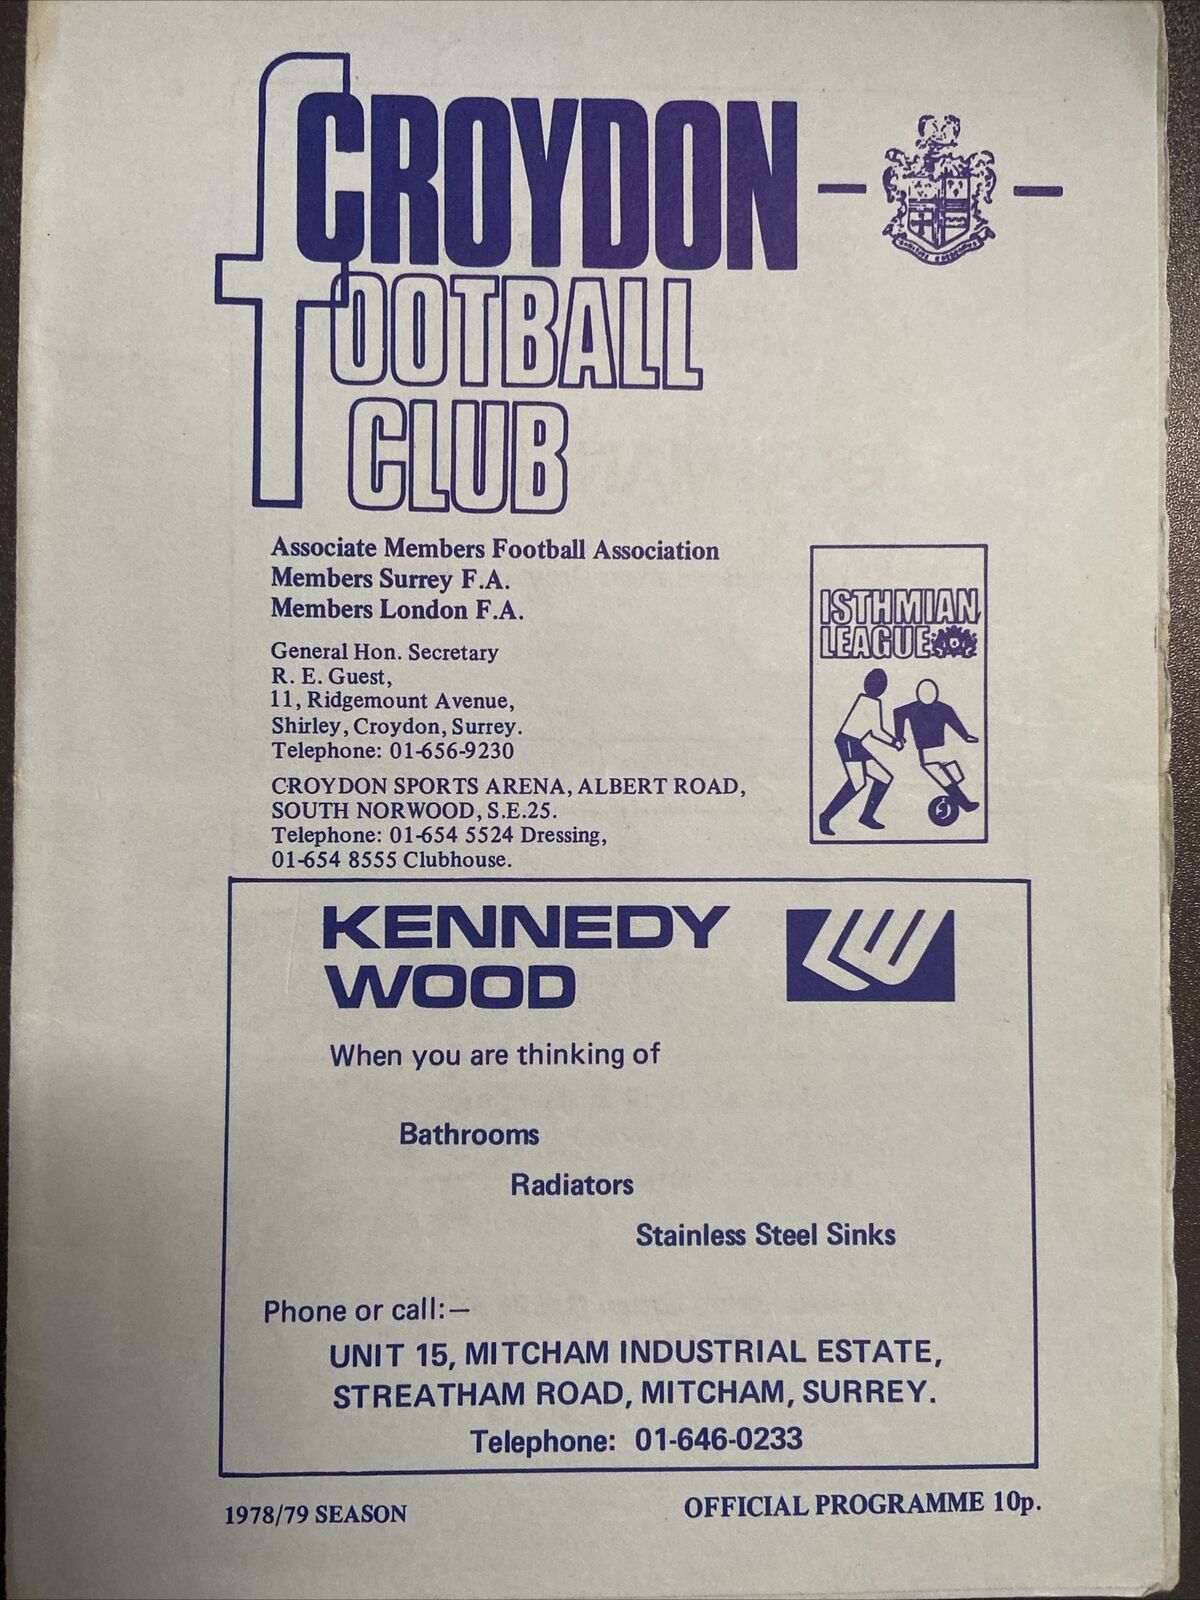 CROYDON
FOOTBALL
CLUB
Associate Members Football Association
Members Surrey F.A.
Members London F.A.
General Hon. Secretary
R. E. Guest,
11, Ridgemount Avenue,
Shirley, Croydon, Surrey.
Telephone: 01-656-9230
CROYDON SPORTS ARENA, ALBERT ROAD,
SOUTH NORWOOD, S.E.25.
Telephone: 01-654 5524 Dressing,
01-654 8555 Clubhouse.
ISTHMIAN
LEAGUE
KENNEDY
WOOD
When you are thinking of
Bathrooms
Radiators
Stainless Steel Sinks
Phone or call:—
UNIT 15, MITCHAM INDUSTRIAL ESTATE,
STREATHAM ROAD, MITCHAM, SURREY.
Telephone: 01-646-0233
1978/79 SEASON
OFFICIAL PROGRAMME 10p.